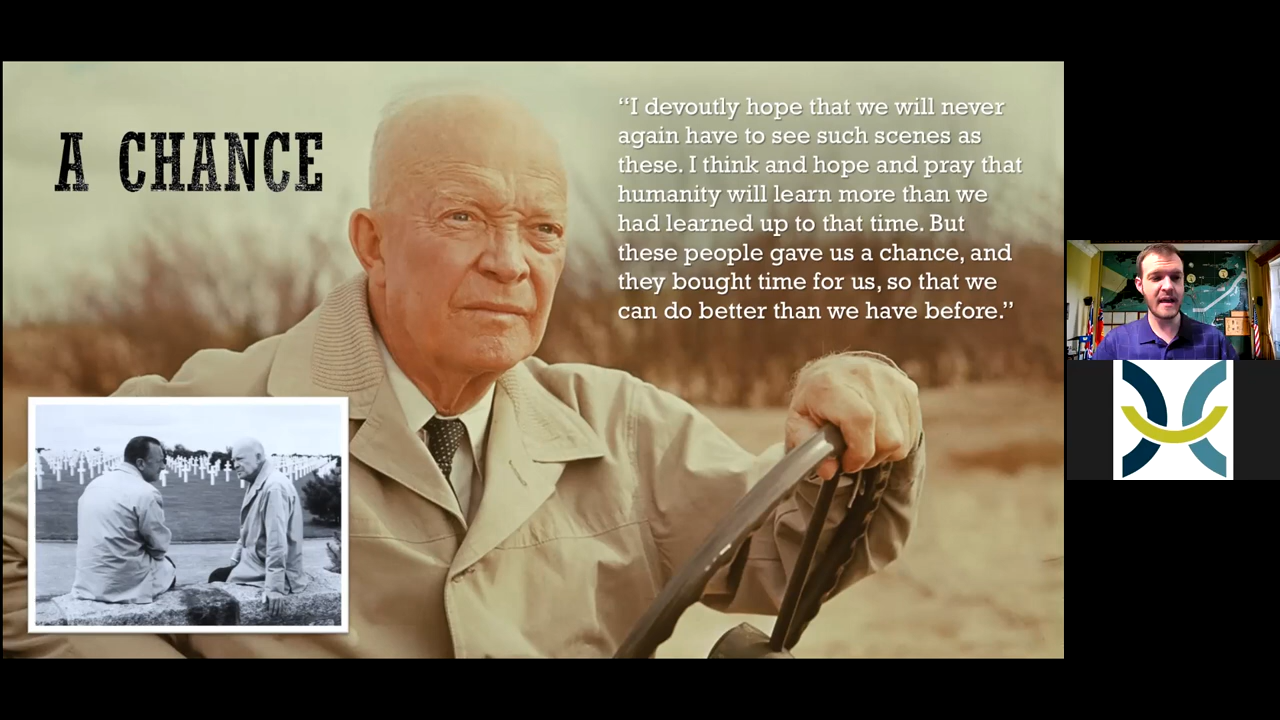 A CHANCE
“I devoutly hope that we will never
again have to see such scenes as
these. I think and hope and pray that
humanity will learn more than we
had learned up to that time. But
these people gave us a chance, and
they bought time for us, so that we
can do better than we have before.”